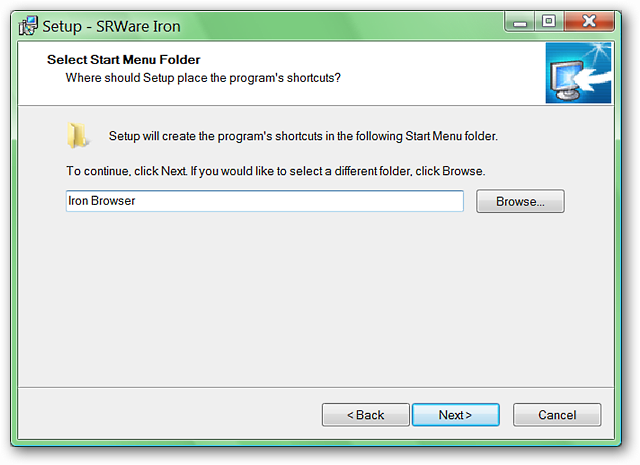 Setup - SRWare Iron
Select Start Menu Folder
Where should Setup place the program's shortcuts?
Setup will create the program's shortcuts in the following Start Menu folder.
To continue, click Next. If you would like to select a different folder, click Browse.
Iron Browser
Browse...
< Back
Next >
Cancel